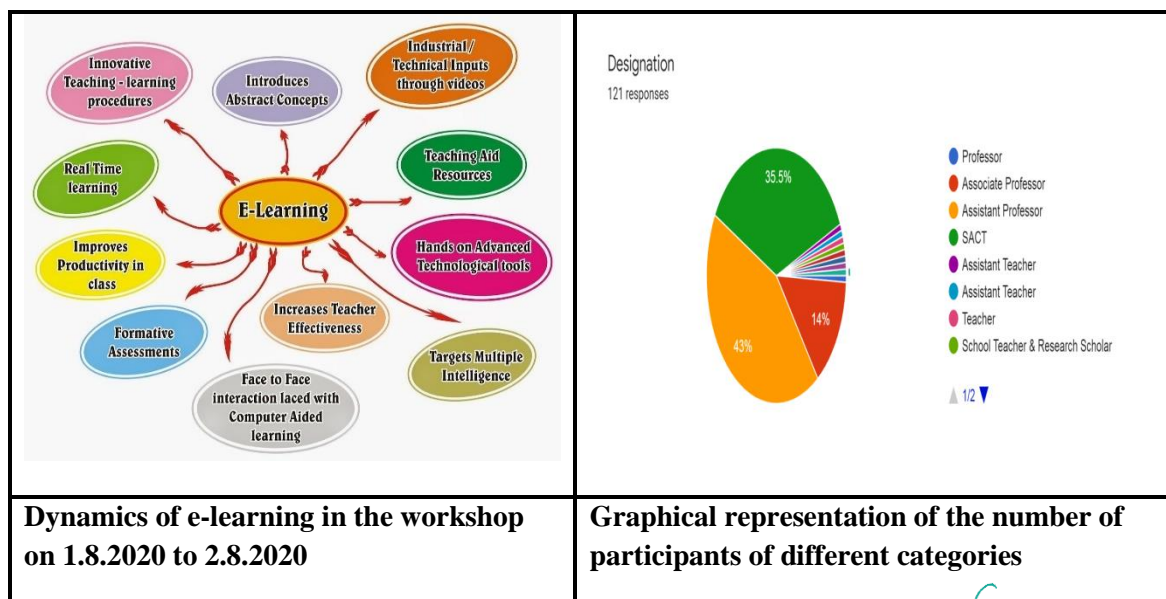 Innovative
Teaching - learning
procedures
Introduces
Abstract Concepts
Industrial /
Technical Inputs
through videos
Real Time
learning
Teaching Aid
Resources
E-Learning
Improves
Productivity in
class
Hands on Advanced
Technological tools
Formative
Assessments
Increases Teacher
Effectiveness
Targets Multiple
Intelligence
Face to Face
interaction laced with
Computer Aided
learning
Designation
121 responses
35.5%
43%
14%
Professor
Associate Professor
Assistant Professor
SACT
Assistant Teacher
Assistant Teacher
Teacher
School Teacher & Research Scholar
1/2
Dynamics of e-learning in the workshop
on 1.8.2020 to 2.8.2020
Graphical representation of the number of
participants of different categories